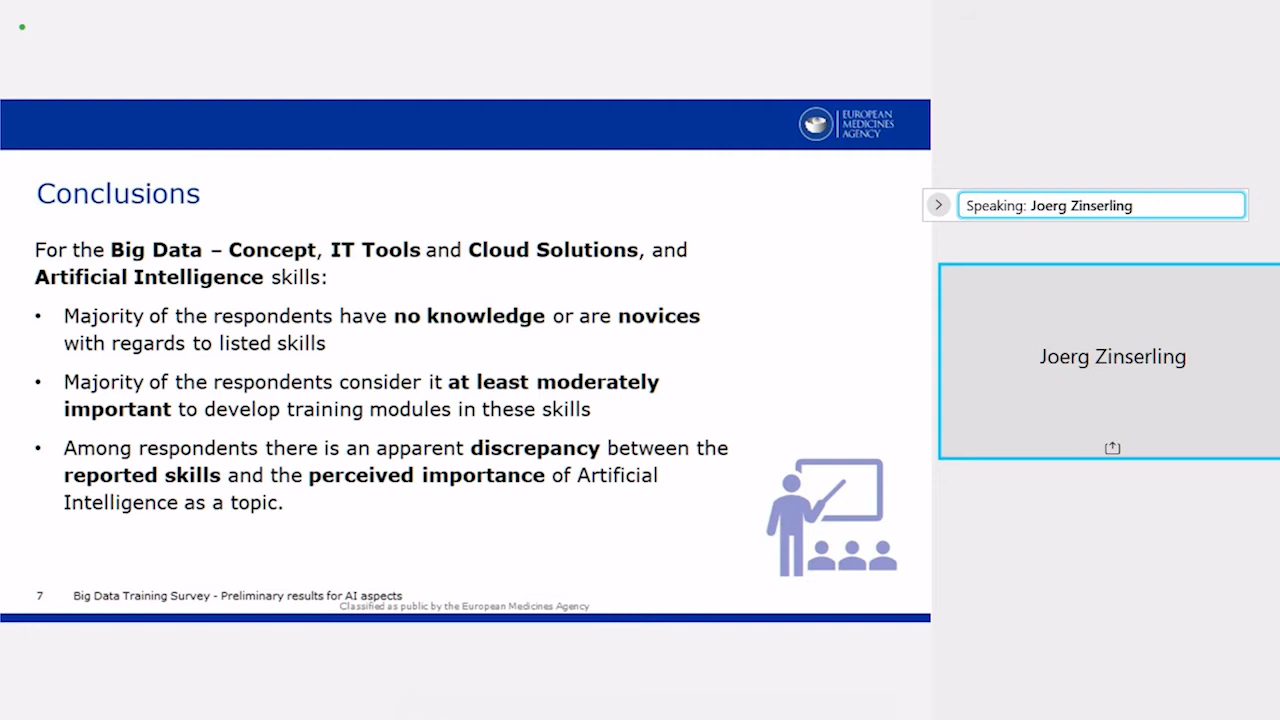 EUROPEAN
MEDICINES
AGENCY
Conclusions
For the Big Data – Concept, IT Tools and Cloud Solutions, and
Artificial Intelligence skills:
• Majority of the respondents have no knowledge or are novices
with regards to listed skills
• Majority of the respondents consider it at least moderately
important to develop training modules in these skills
• Among respondents there is an apparent discrepancy between the
reported skills and the perceived importance of Artificial
Intelligence as a topic.
7 Big Data Training Survey - Preliminary results for AI aspects
Classified as public by the European Medicines Agency
Speaking: Joerg Zinserling
Joerg Zinserling